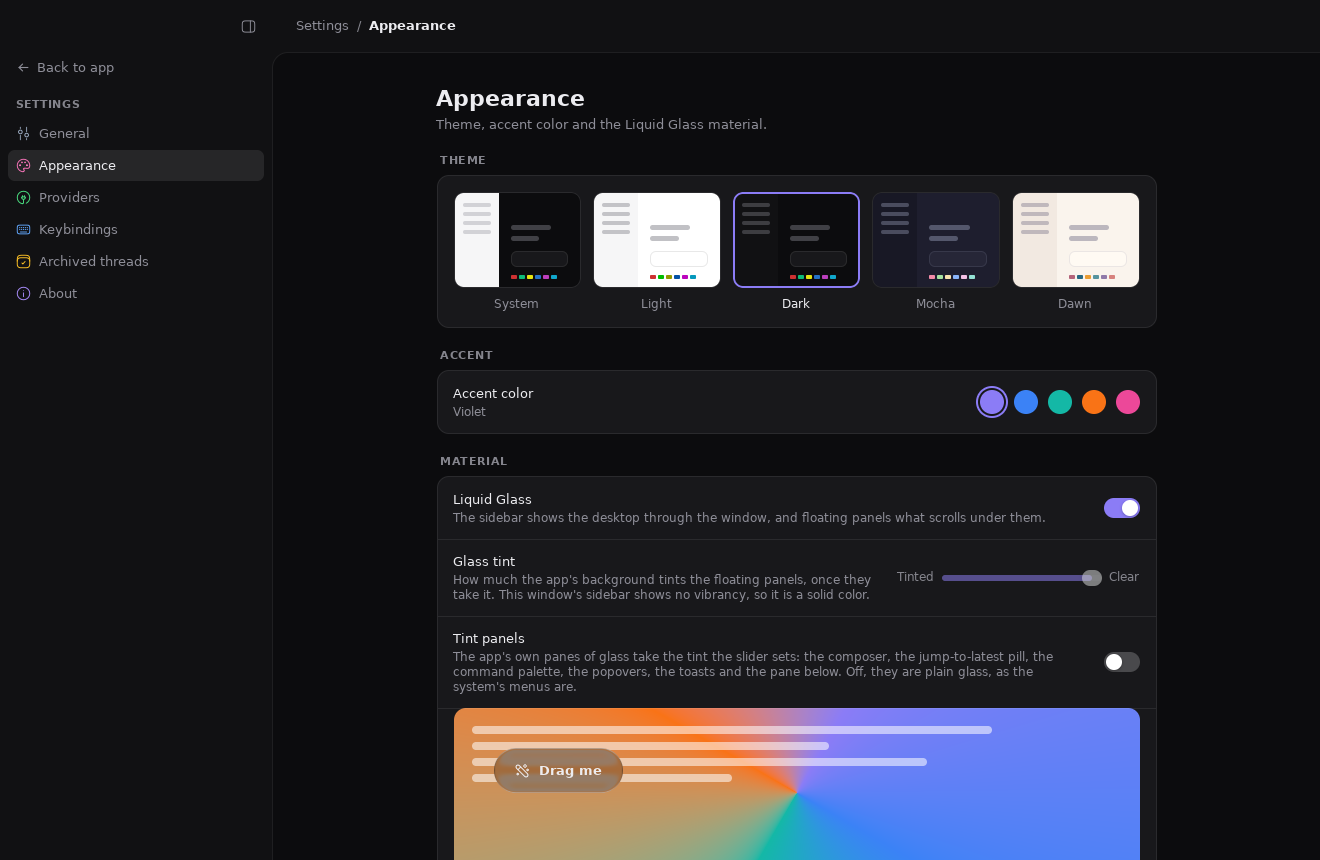 Settings / Appearance
Back to app
SETTINGS
General
Appearance
Providers
Keybindings
Archived threads
About
Appearance
Theme, accent color and the Liquid Glass material.
THEME
System
Light
Dark
Mocha
Dawn
ACCENT
Accent color
Violet
MATERIAL
Liquid Glass
The sidebar shows the desktop through the window, and floating panels what scrolls under them.
Glass tint
How much the app's background tints the floating panels, once they
take it. This window's sidebar shows no vibrancy, so it is a solid color.
Tinted
Clear
Tint panels
The app's own panes of glass take the tint the slider sets: the composer, the jump-to-latest pill, the
command palette, the popovers, the toasts and the pane below. Off, they are plain glass, as the
system's menus are.
Drag me